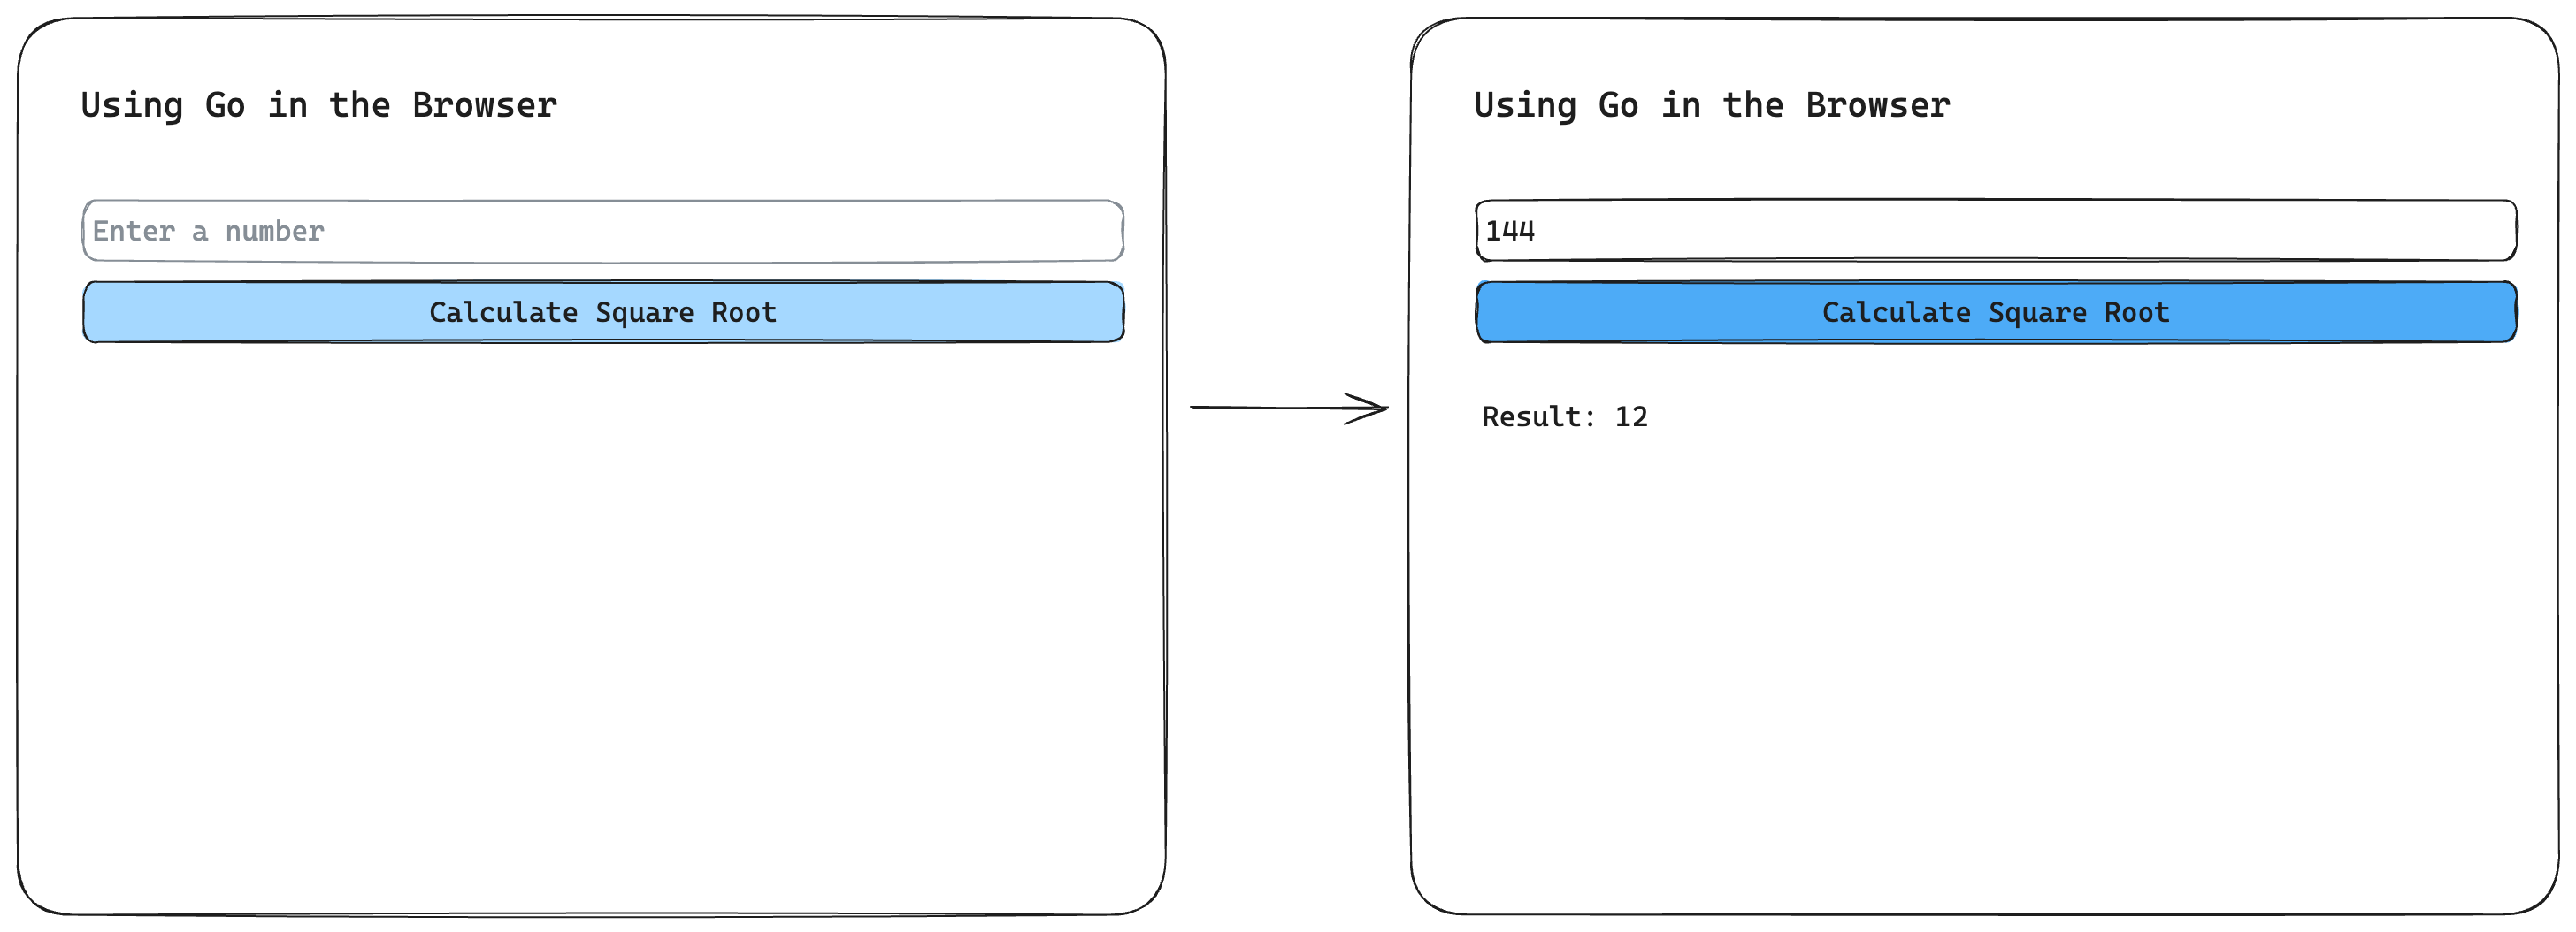 Using Go in the Browser
Enter a number
Calculate Square Root
Using Go in the Browser
144
Calculate Square Root
Result: 12